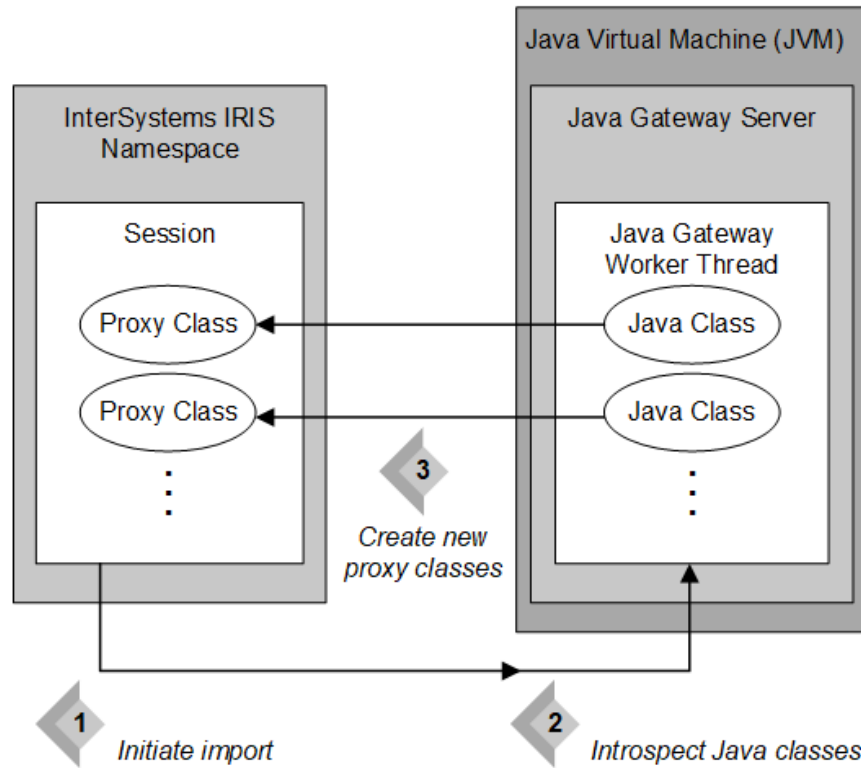 Java Virtual Machine (JVM)
InterSystems IRIS
Namespace
Java Gateway Server
Session
Java Gateway
Worker Thread
Proxy Class
Java Class
Proxy Class
Java Class
3
Create new
proxy classes
1
Initiate import
2
Introspect Java classes